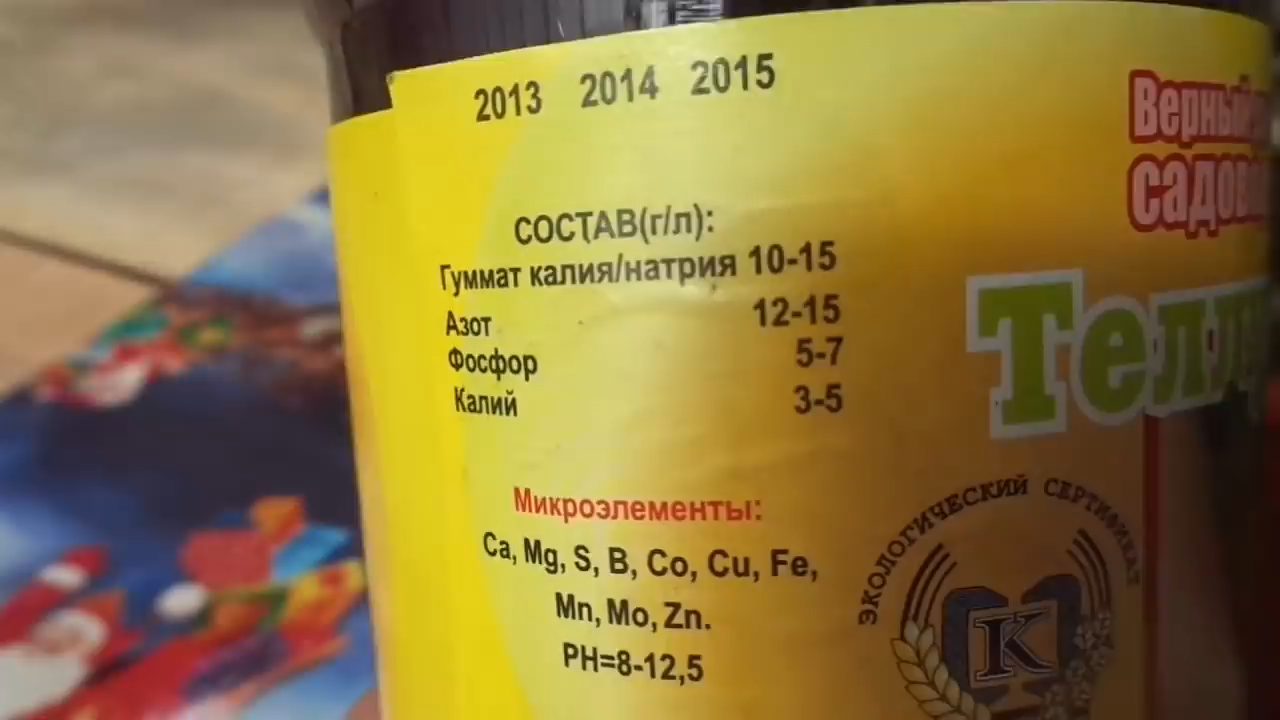 2013 2014 2015
СОСТАВ(г/л):
Гуммат калия/натрия 10-15
Азот 12-15
Фосфор 5-7
Калий 3-5
Микроэлементы:
Ca, Mg, S, B, Co, Cu, Fe,
Mn, Mo, Zn.
PH=8-12,5
ЭКОЛОГИЧЕСКИЙ СЕРТИФИКАТ
К